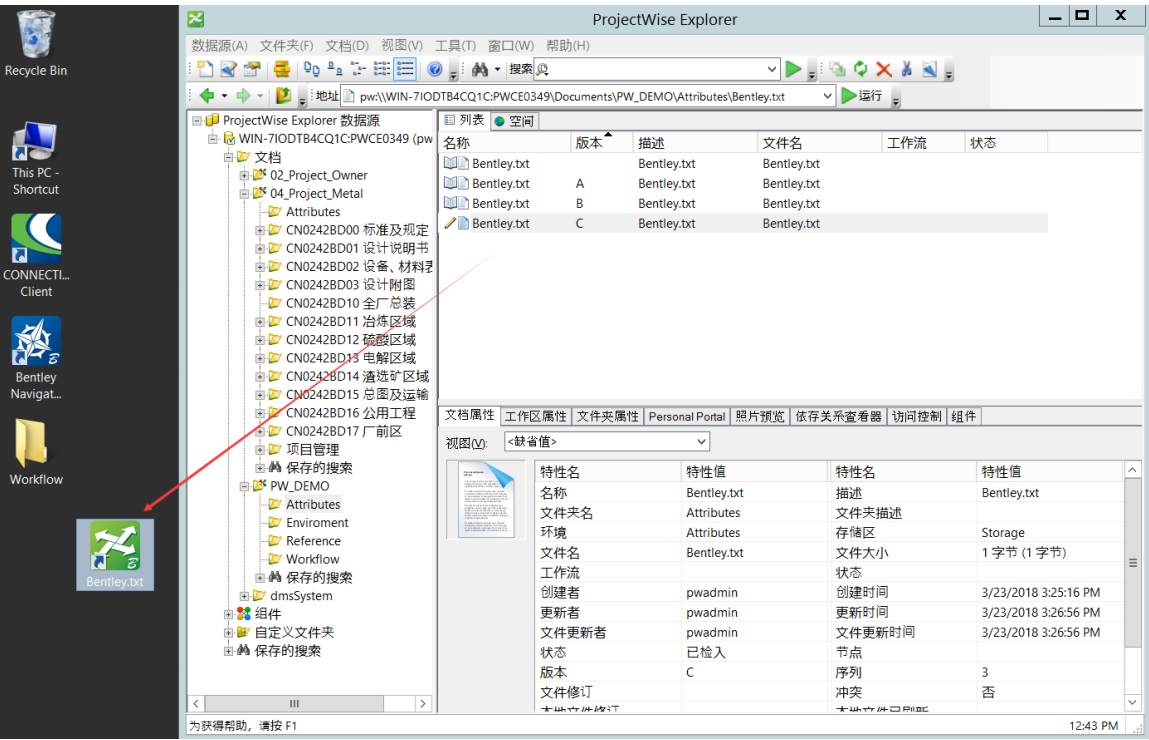 Recycle Bin
This PC -
Shortcut
CONNECTI...
Client
Bentley
Navigat...
Workflow
Bentley.txt
ProjectWise Explorer
数据源(A) 文件夹(F) 文档(D) 视图(V) 工具(T) 窗口(W) 帮助(H)
搜索
地址 pw:\\WIN-7IODTB4CQ1C:PWCE0349\Documents\PW_DEMO\Attributes\Bentley.txt 运行
ProjectWise Explorer 数据源
WIN-7IODTB4CQ1C:PWCE0349 (pw
文档
02_Project_Owner
04_Project_Metal
Attributes
CN0242BD00 标准及规定
CN0242BD01 设计说明书
CN0242BD02 设备、材料表
CN0242BD03 设计附图
CN0242BD10 全厂总装
CN0242BD11 冶炼区域
CN0242BD12 硫酸区域
CN0242BD13 电解区域
CN0242BD14 渣选矿区域
CN0242BD15 总图及运输
CN0242BD16 公用工程
CN0242BD17 厂前区
项目管理
保存的搜索
PW_DEMO
Attributes
Enviroment
Reference
Workflow
保存的搜索
dmsSystem
组件
自定义文件夹
保存的搜索
列表 空间
名称 版本 描述 文件名 工作流 状态
Bentley.txt Bentley.txt Bentley.txt
Bentley.txt A Bentley.txt Bentley.txt
Bentley.txt B Bentley.txt Bentley.txt
Bentley.txt C Bentley.txt Bentley.txt
文档属性 工作区属性 文件夹属性 Personal Portal 照片预览 依存关系查看器 访问控制 组件
视图(V): <缺省值>
特性名 特性值 特性名 特性值
名称 Bentley.txt 描述 Bentley.txt
文件夹名 Attributes 文件夹描述
环境 Attributes 存储区 Storage
文件名 Bentley.txt 文件大小 1 字节 (1 字节)
工作流 状态
创建者 pwadmin 创建时间 3/23/2018 3:25:16 PM
更新者 pwadmin 更新时间 3/23/2018 3:26:56 PM
文件更新者 pwadmin 文件更新时间 3/23/2018 3:26:56 PM
状态 已检入 节点
版本 C 序列 3
文件修订 冲突 否
为获得帮助，请按 F1 12:43 PM